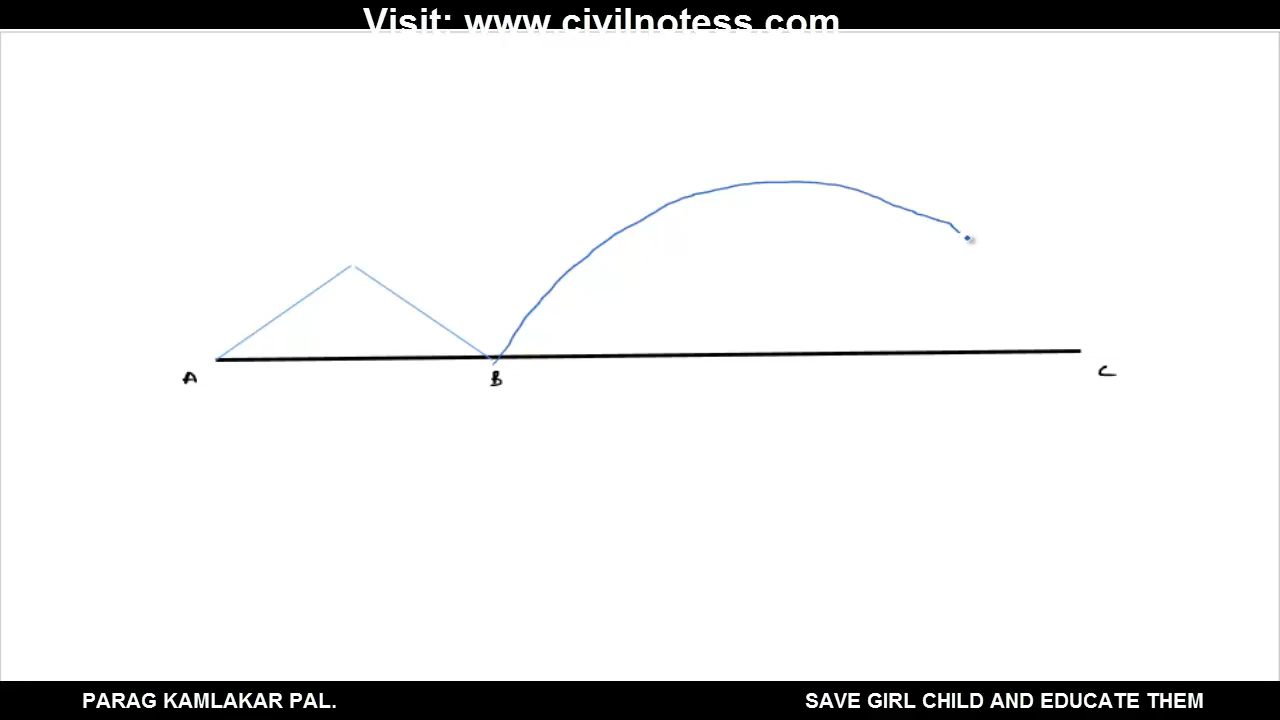 Visit: www.civilnotess.com
A
B
C
PARAG KAMLAKAR PAL.
SAVE GIRL CHILD AND EDUCATE THEM